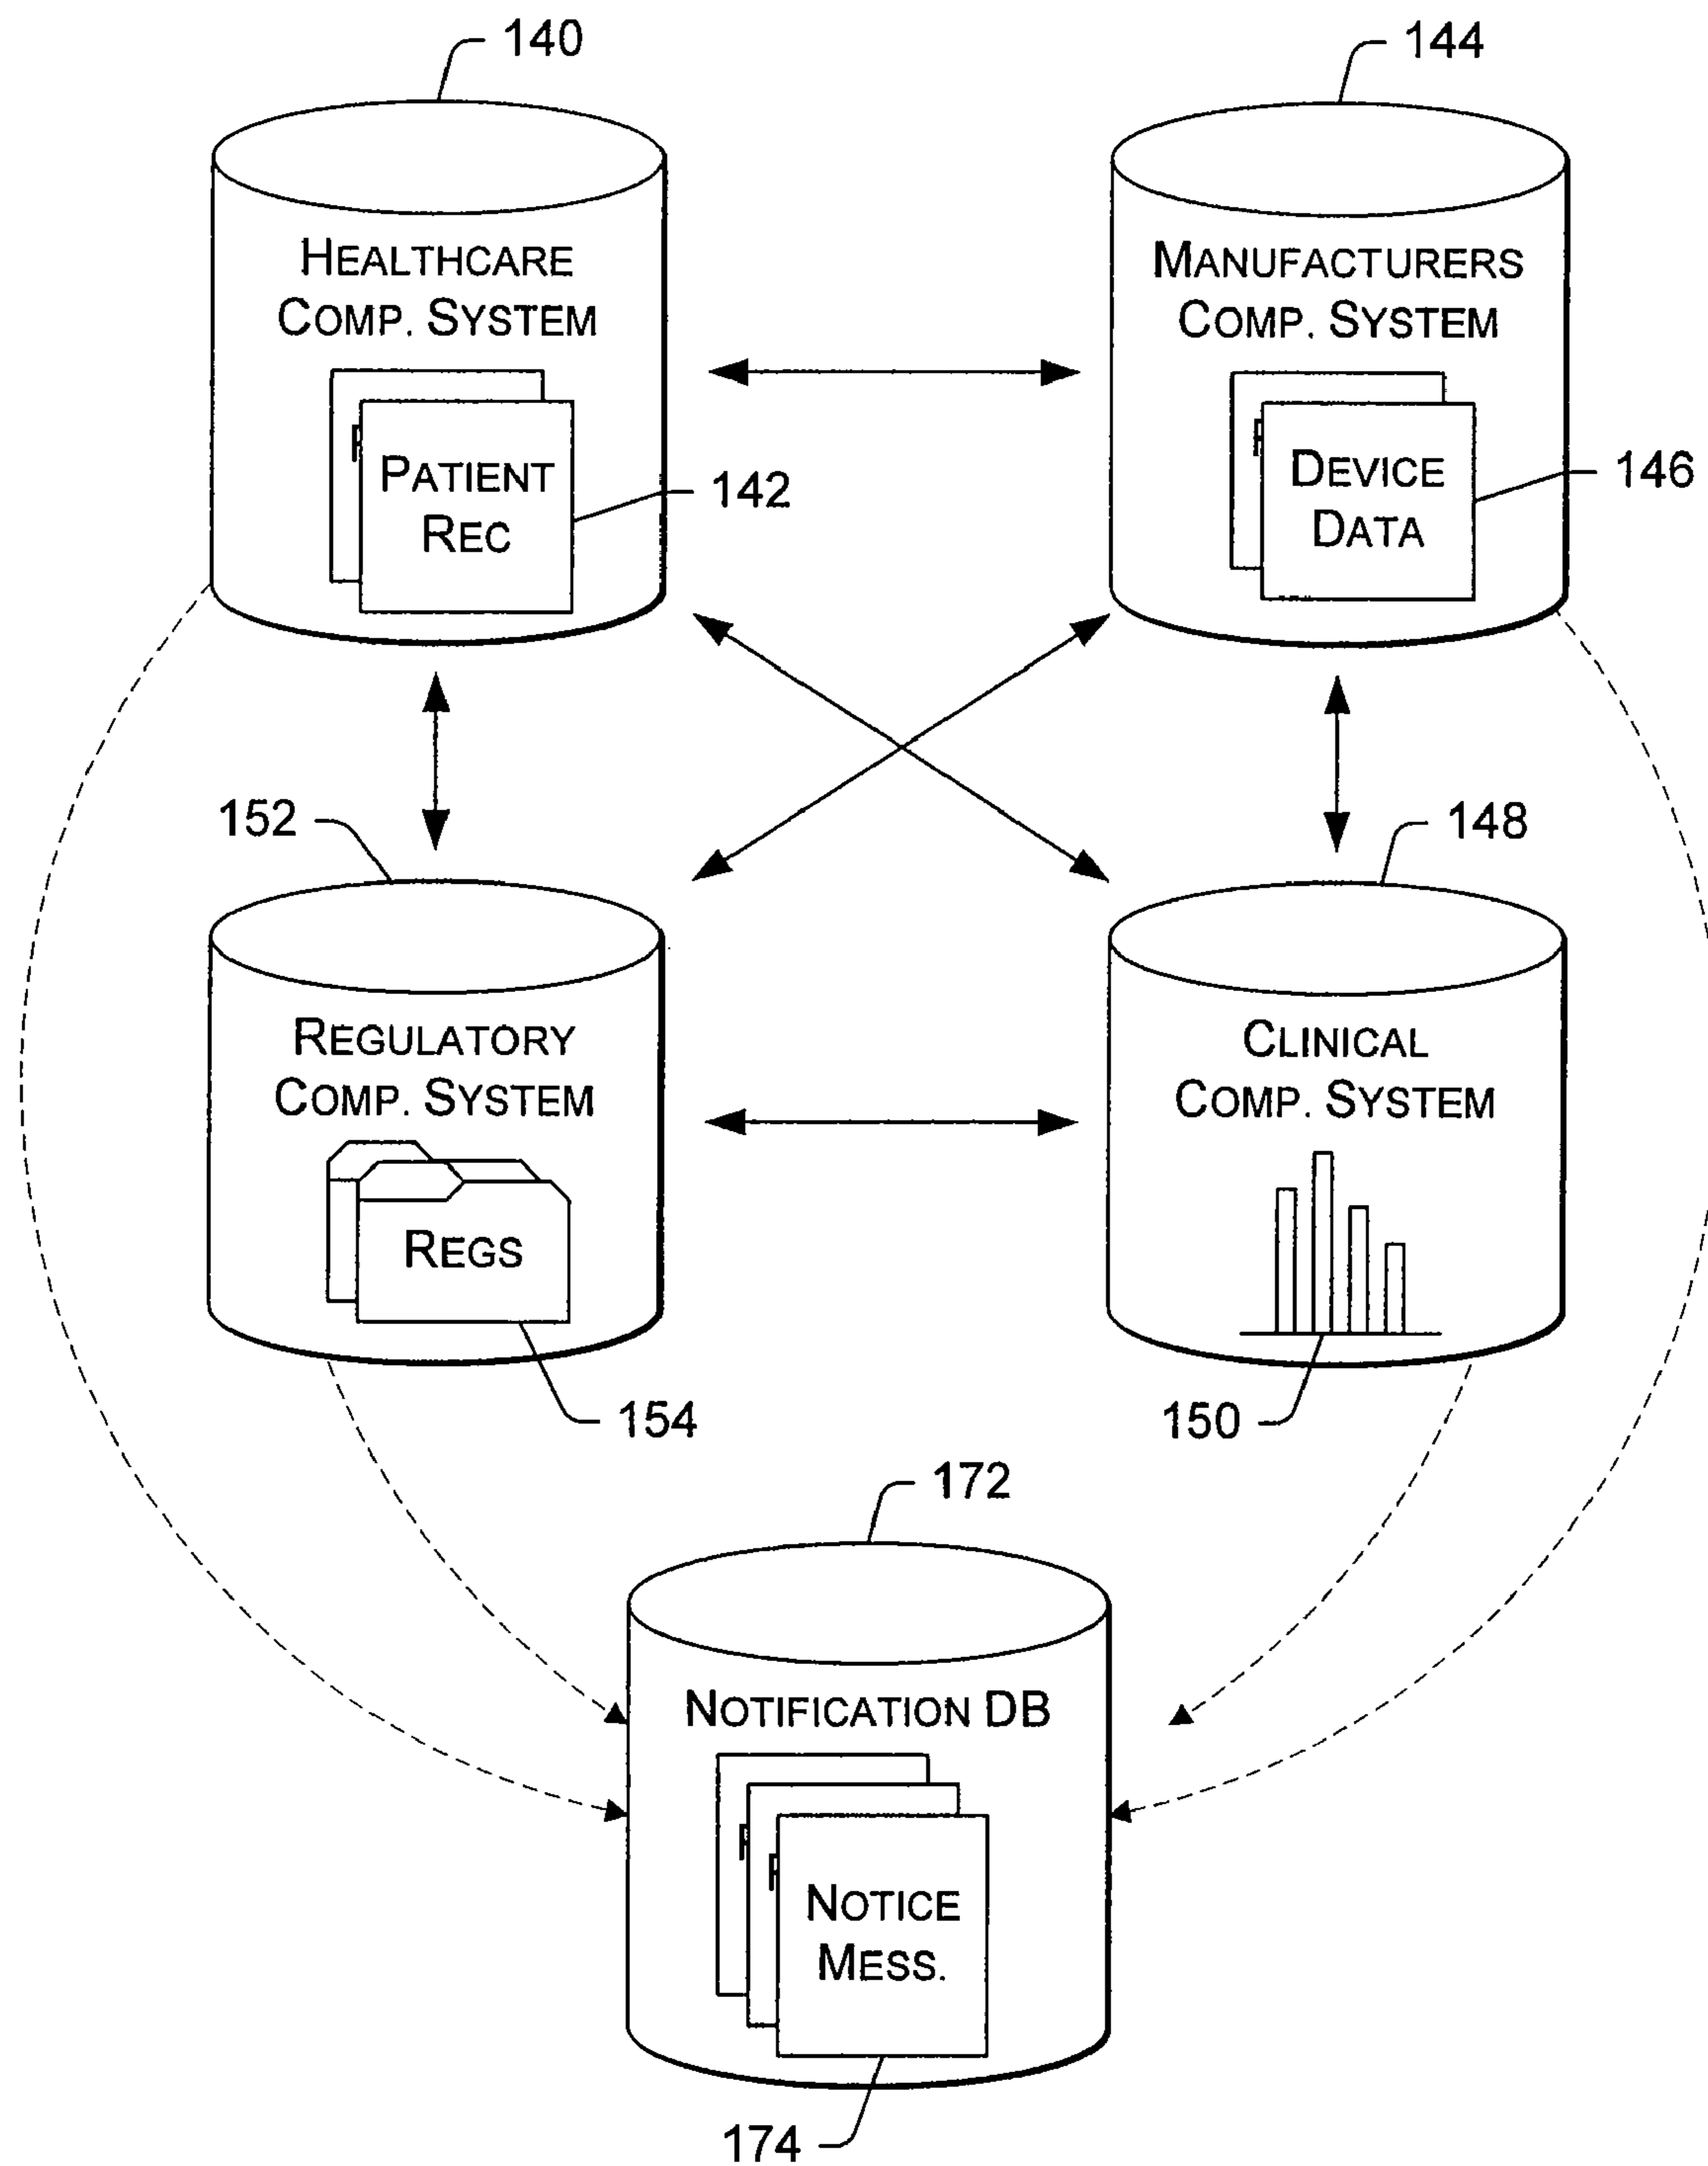 140
144
HEALTHCARE
COMP. SYSTEM
MANUFACTURERS
COMP. SYSTEM
PATIENT
REC
142
DEVICE
DATA
146
152
148
REGULATORY
COMP. SYSTEM
CLINICAL
COMP. SYSTEM
REGS
154
150
172
NOTIFICATION DB
NOTICE
MESS.
174